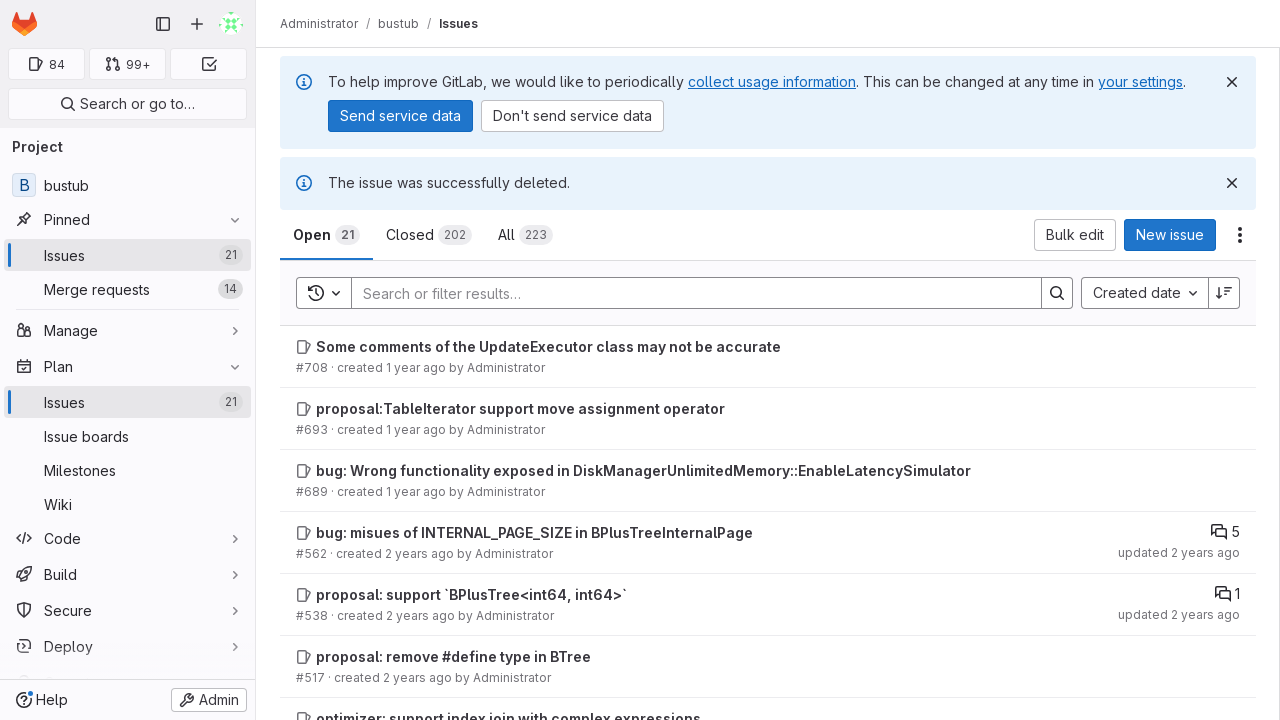 Administrator / bustub / Issues
84
99+
Search or go to…
Project
B bustub
Pinned
Issues 21
Merge requests 14
Manage
Plan
Issues 21
Issue boards
Milestones
Wiki
Code
Build
Secure
Deploy
Help
Admin
To help improve GitLab, we would like to periodically collect usage information. This can be changed at any time in your settings.
Send service data
Don't send service data
The issue was successfully deleted.
Open 21
Closed 202
All 223
Bulk edit
New issue
Search or filter results…
Created date
Some comments of the UpdateExecutor class may not be accurate
#708 · created 1 year ago by Administrator
proposal:TableIterator support move assignment operator
#693 · created 1 year ago by Administrator
bug: Wrong functionality exposed in DiskManagerUnlimitedMemory::EnableLatencySimulator
#689 · created 1 year ago by Administrator
bug: misues of INTERNAL_PAGE_SIZE in BPlusTreeInternalPage
5
#562 · created 2 years ago by Administrator
updated 2 years ago
proposal: support `BPlusTree<int64, int64>`
1
#538 · created 2 years ago by Administrator
updated 2 years ago
proposal: remove #define type in BTree
#517 · created 2 years ago by Administrator
optimizer: support index join with complex expressions